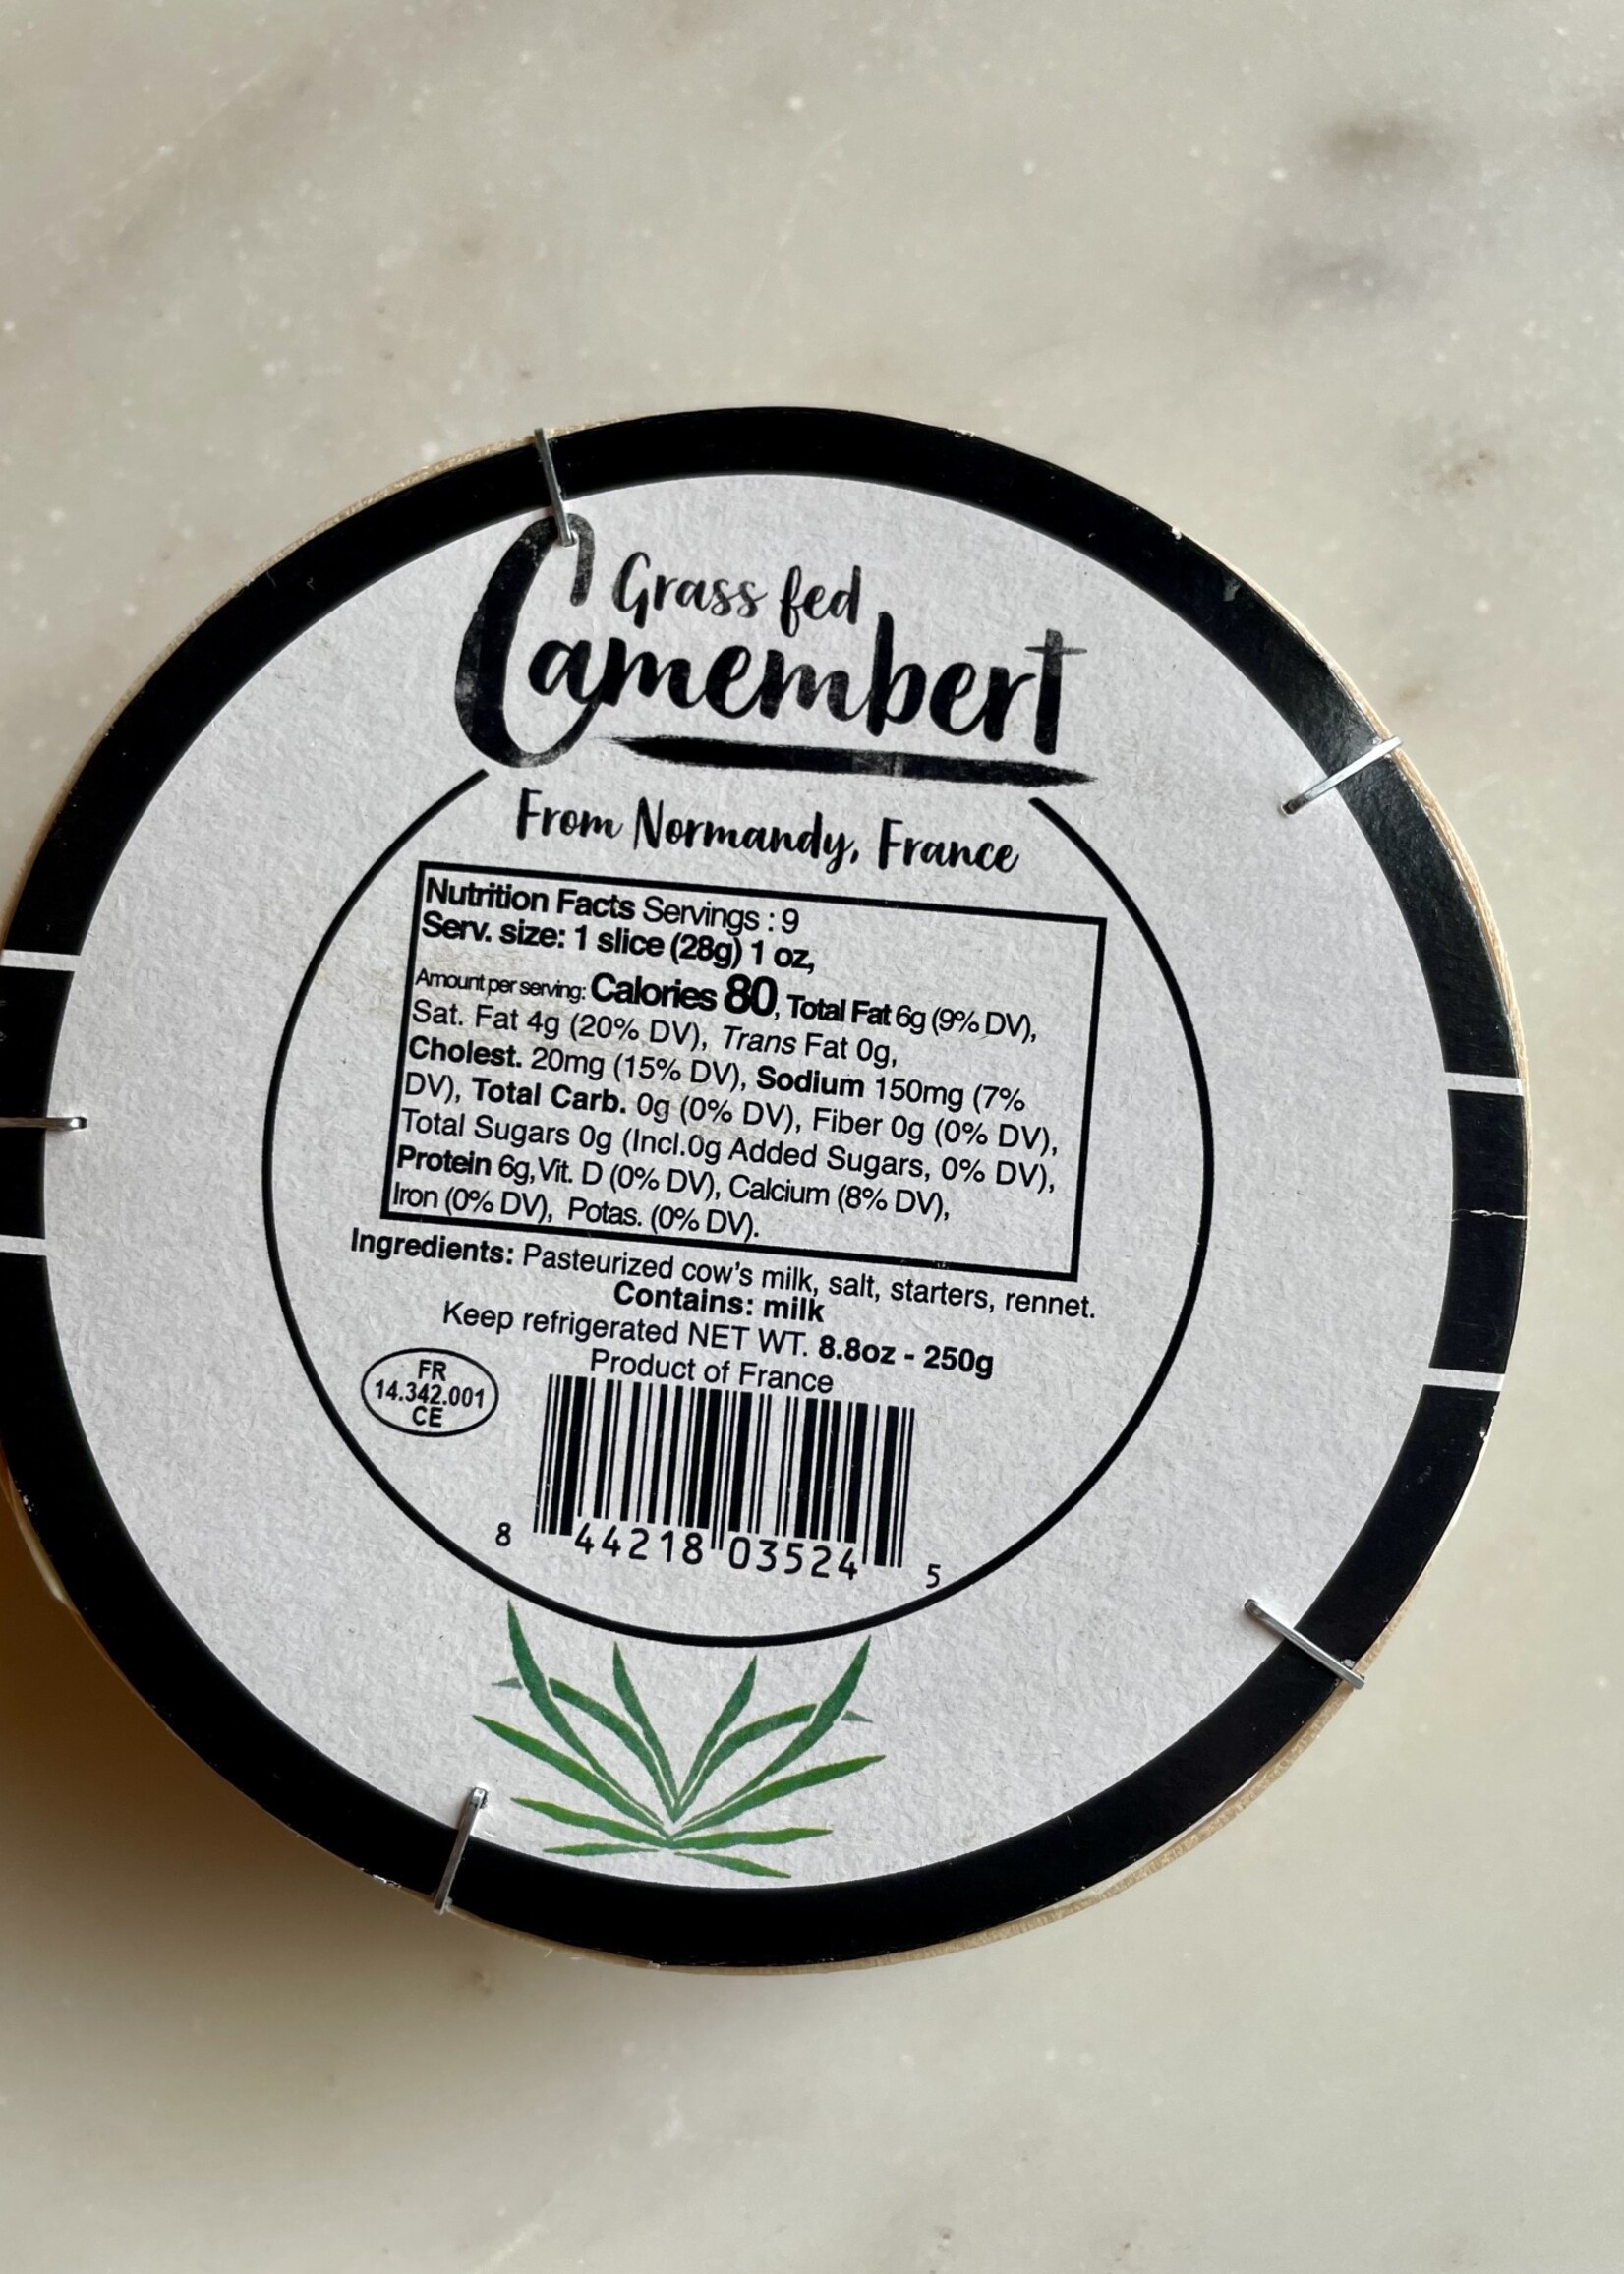 Grass fed
Camembert
From Normandy, France
Nutrition Facts Servings : 9
Serv. size: 1 slice (28g) 1 oz,
Amount per serving: Calories 80, Total Fat 6g (9% DV),
Sat. Fat 4g (20% DV), Trans Fat 0g,
Cholest. 20mg (15% DV), Sodium 150mg (7%
DV), Total Carb. 0g (0% DV), Fiber 0g (0% DV),
Total Sugars 0g (Incl.0g Added Sugars, 0% DV),
Protein 6g, Vit. D (0% DV), Calcium (8% DV),
Iron (0% DV), Potas. (0% DV).
Ingredients: Pasteurized cow's milk, salt, starters, rennet.
Contains: milk
Keep refrigerated NET WT. 8.8oz - 250g
Product of France
FR
14.342.001
CE
8 44218 03524 5